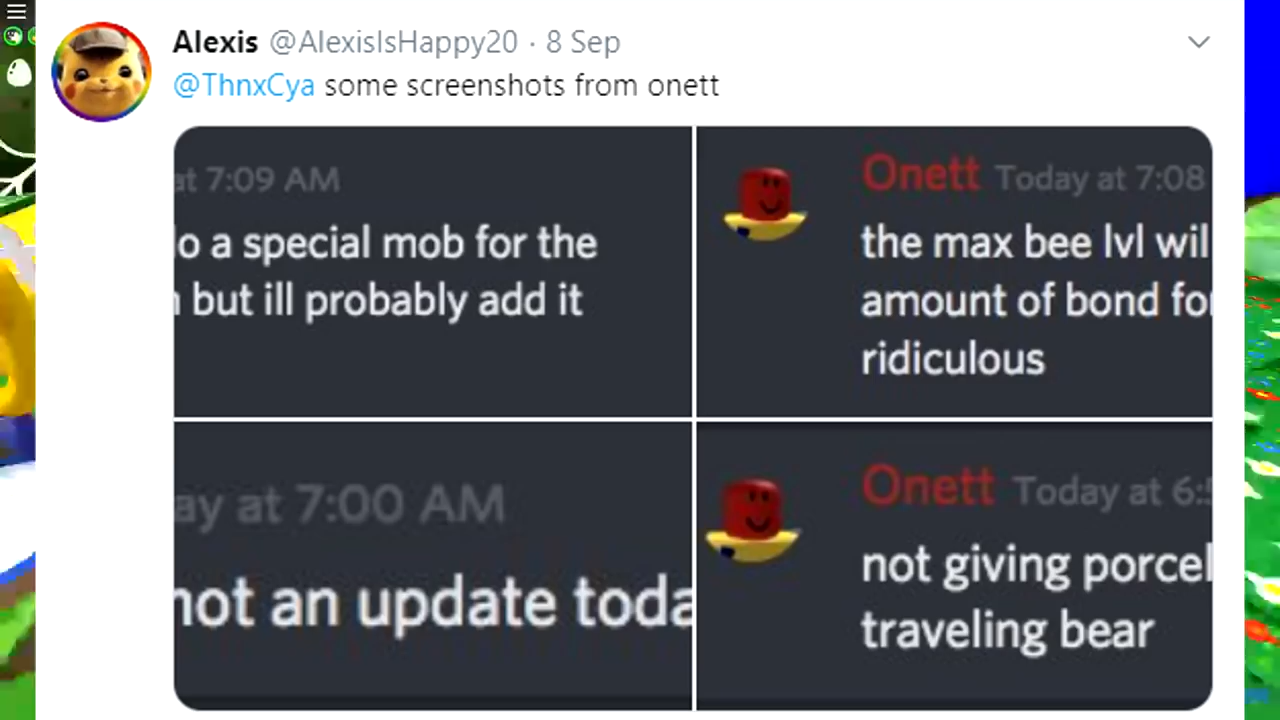 Alexis @AlexisIsHappy20 · 8 Sep
@ThnxCya some screenshots from onett
at 7:09 AM
a special mob for the
but ill probably add it
Onett Today at 7:08
the max bee lvl wil
amount of bond for
ridiculous
ay at 7:00 AM
not an update toda
Onett Today at 6:5
not giving porcel
traveling bear